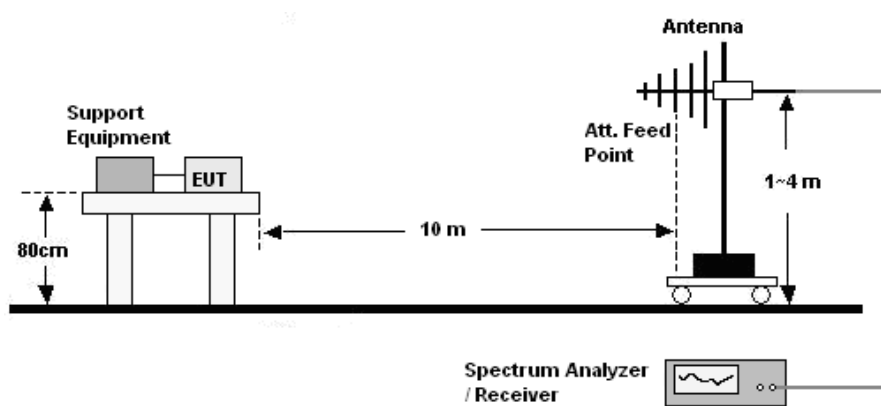 Antenna
Support
Equipment
Att. Feed
Point
EUT
1~4 m
10 m
80cm
Spectrum Analyzer
/ Receiver